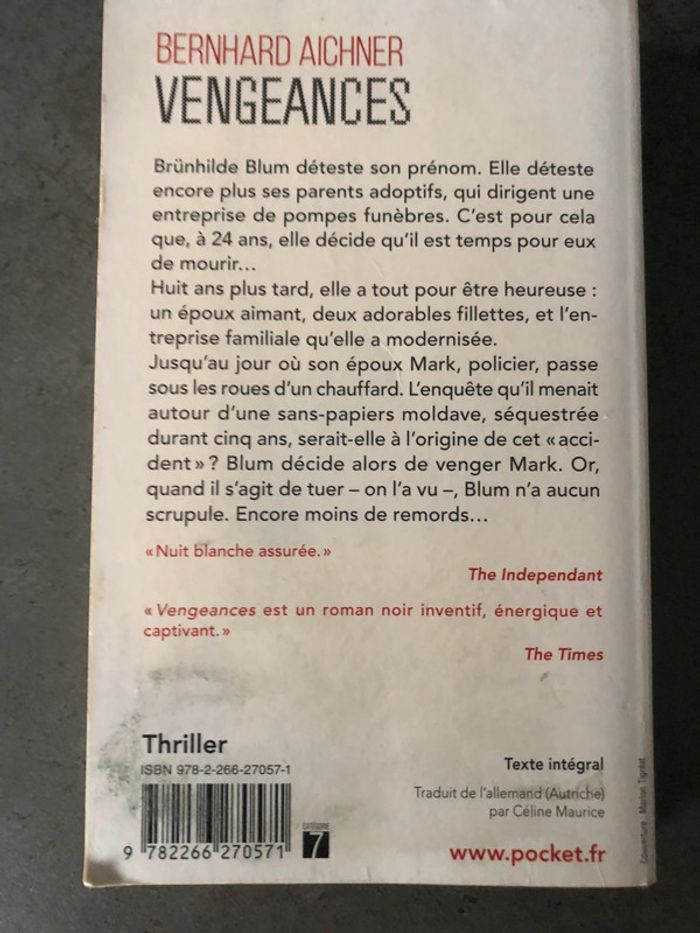 BERNHARD AICHNER
VENGEANCES
Brünhilde Blum déteste son prénom. Elle déteste
encore plus ses parents adoptifs, qui dirigent une
entreprise de pompes funèbres. C'est pour cela
que, à 24 ans, elle décide qu'il est temps pour eux
de mourir...
Huit ans plus tard, elle a tout pour être heureuse :
un époux aimant, deux adorables fillettes, et l'en-
treprise familiale qu'elle a modernisée.
Jusqu'au jour où son époux Mark, policier, passe
sous les roues d'un chauffard. L'enquête qu'il menait
autour d'une sans-papiers moldave, séquestrée
durant cinq ans, serait-elle à l'origine de cet « acci-
dent » ? Blum décide alors de venger Mark. Or,
quand il s'agit de tuer – on l'a vu –, Blum n'a aucun
scrupule. Encore moins de remords...
« Nuit blanche assurée. »
The Independant
« Vengeances est un roman noir inventif, énergique et
captivant. »
The Times
Thriller
ISBN 978-2-266-27057-1
9 782266 270571
CATÉGORIE
7
Texte intégral
Traduit de l'allemand (Autriche)
par Céline Maurice
www.pocket.fr
Couverture : Marion Tigréat